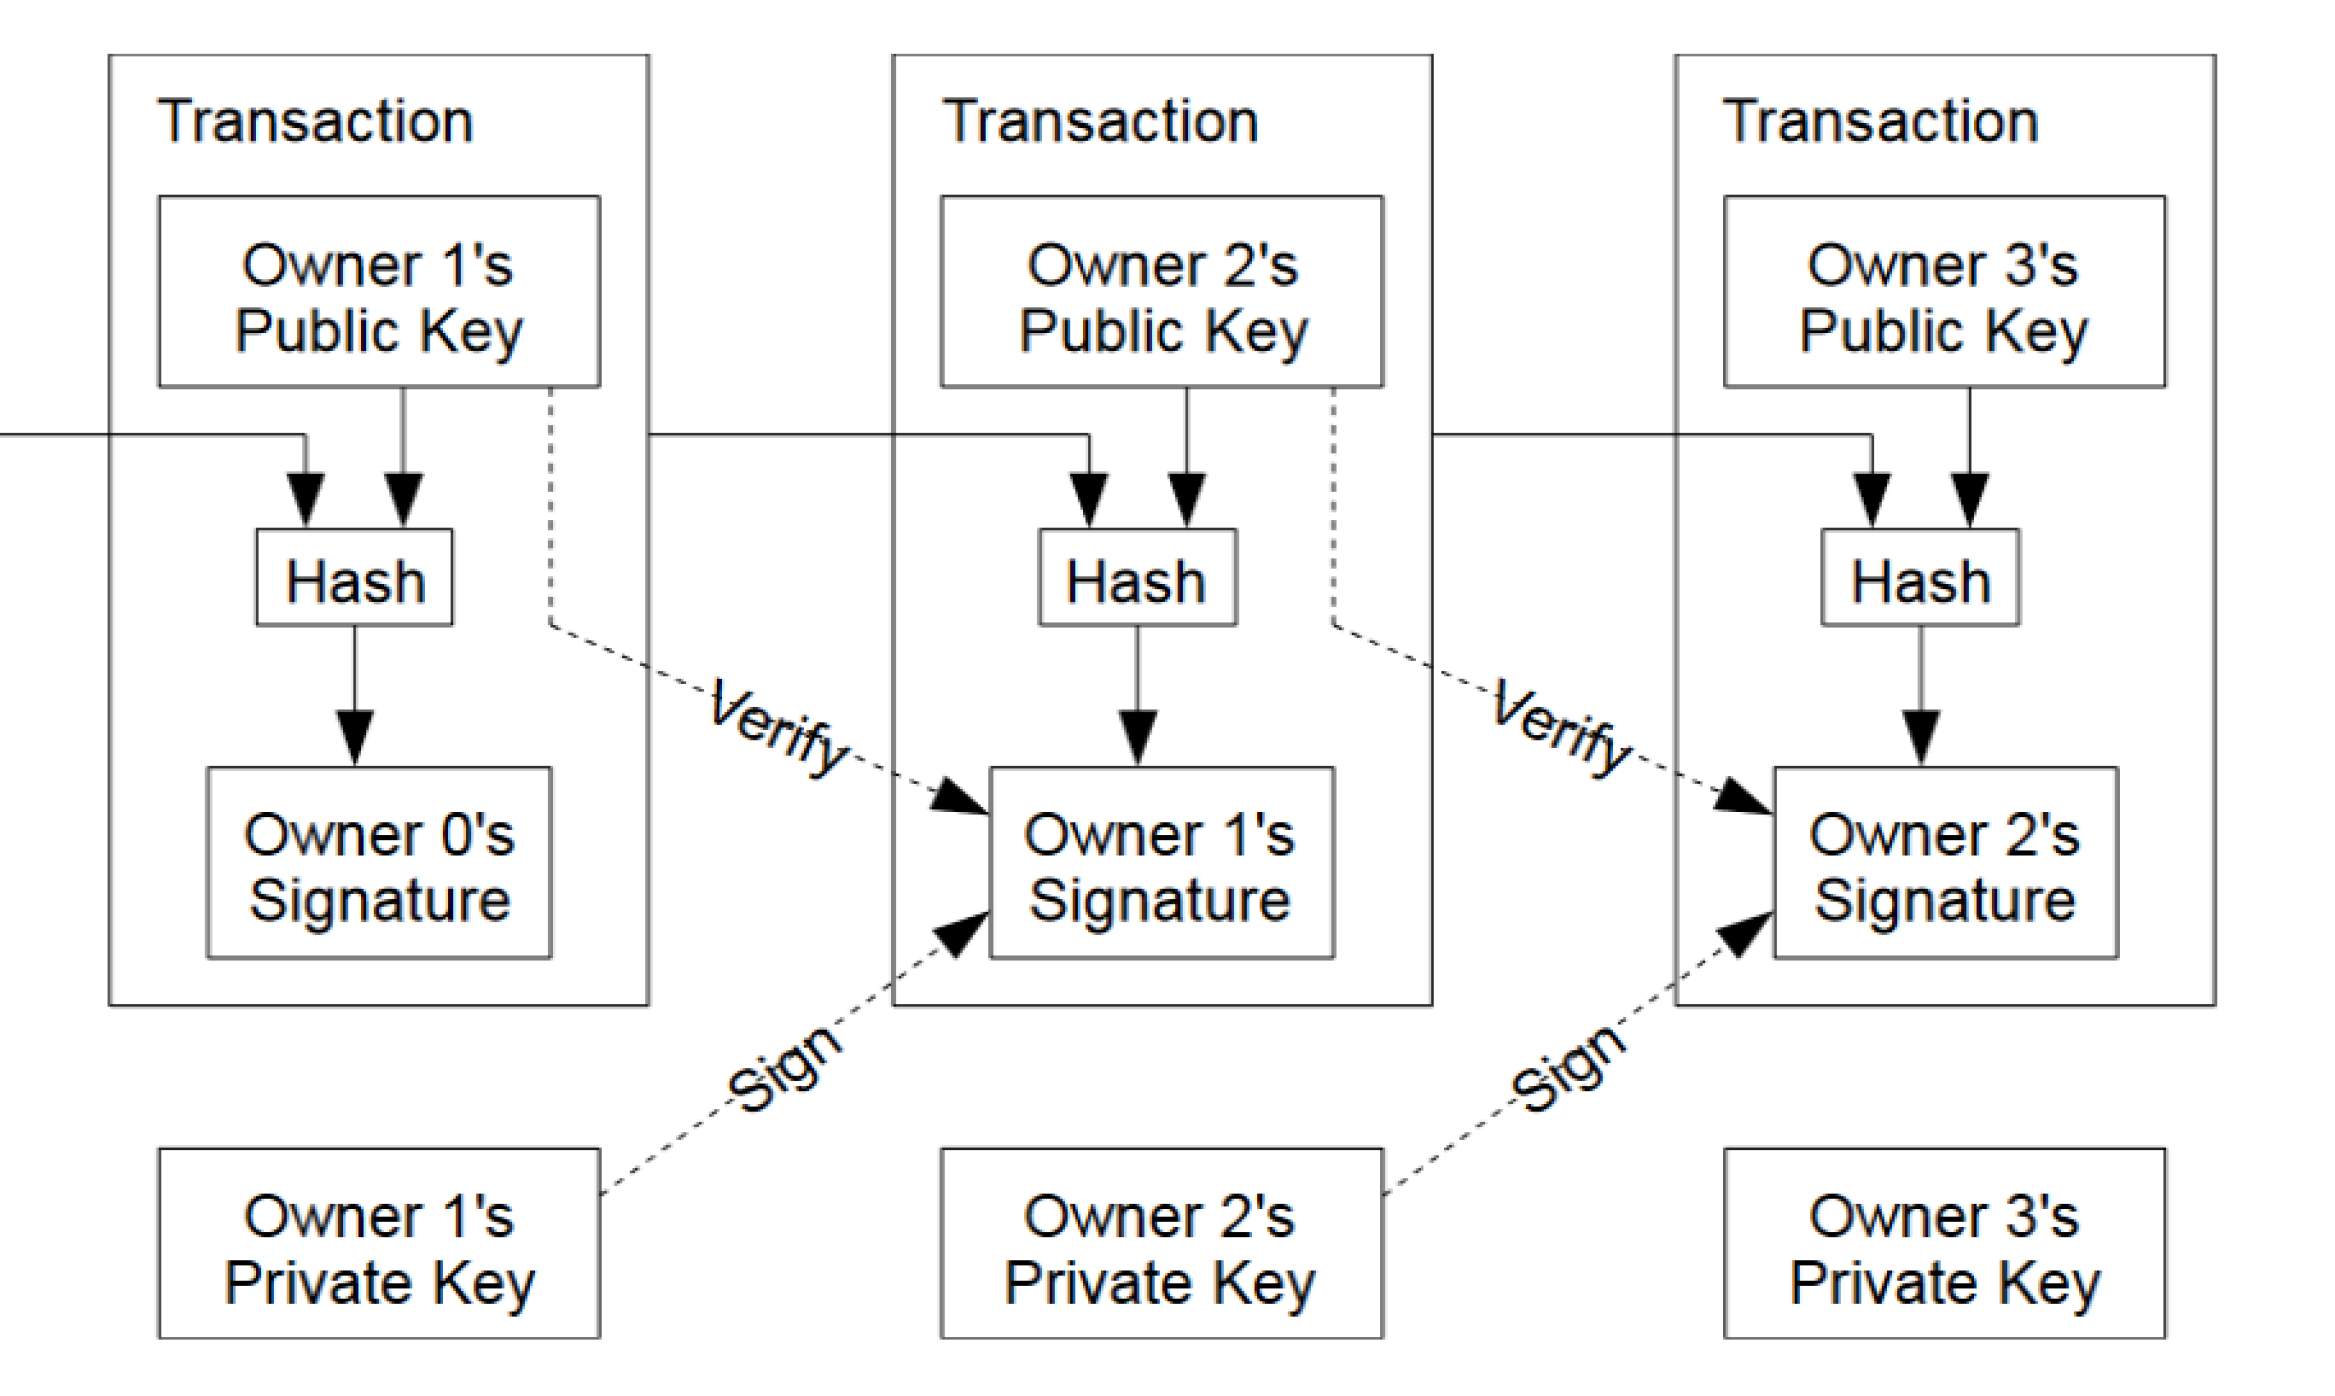 Transaction
Owner 1's
Public Key
Hash
Owner 0's
Signature
Verify
Sign
Owner 1's
Private Key
Transaction
Owner 2's
Public Key
Hash
Owner 1's
Signature
Verify
Sign
Owner 2's
Private Key
Transaction
Owner 3's
Public Key
Hash
Owner 2's
Signature
Owner 3's
Private Key